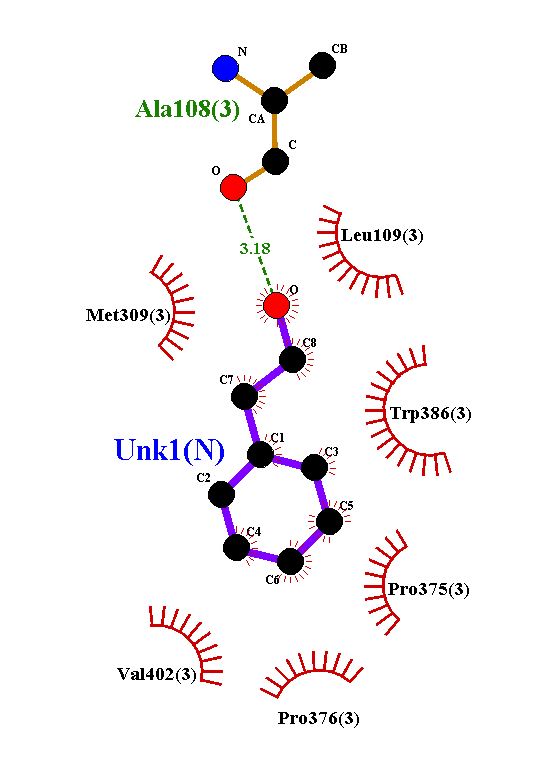 N
CB
Ala108(3)
CA
C
O
Leu109(3)
3.18
O
Met309(3)
C8
C7
Trp386(3)
C1
Unk1(N)
C3
C2
C5
C4
C6
Pro375(3)
Val402(3)
Pro376(3)